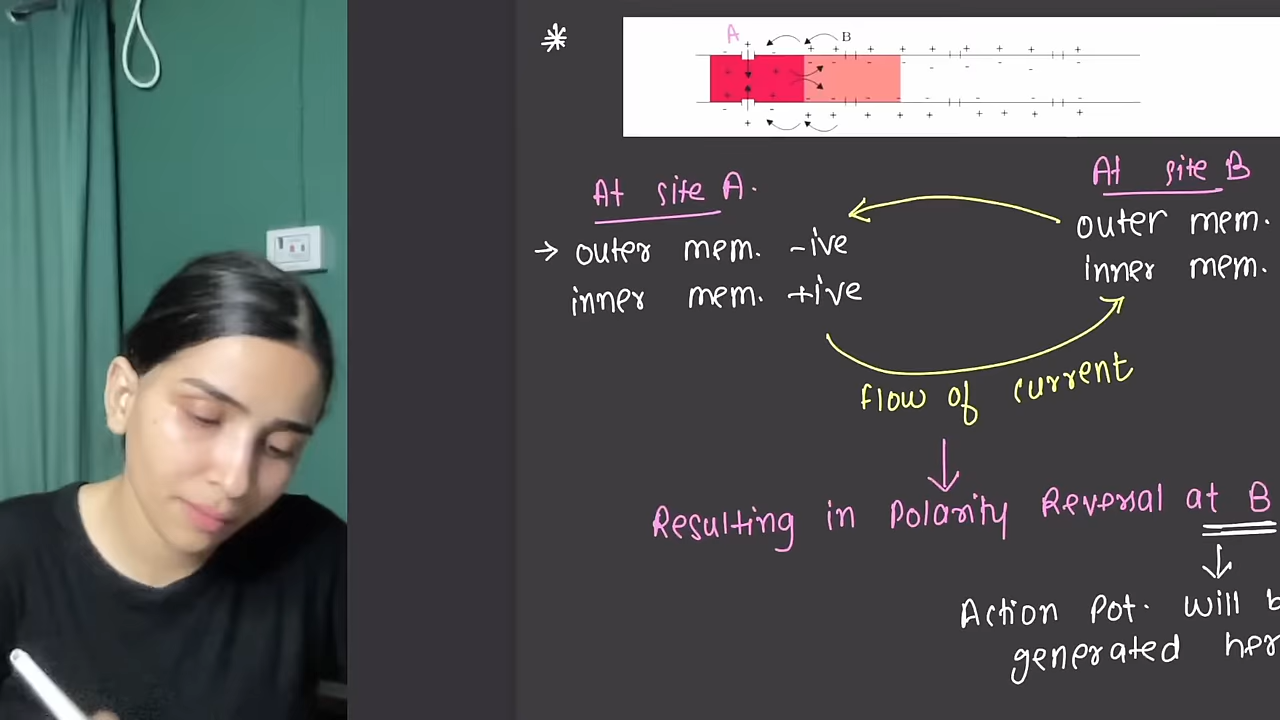 * A B
At site A.
At site B
→ outer mem. -ive
outer mem.
inner mem. +ive
inner mem.
Flow of current
Resulting in Polarity Reversal at B
Action Pot. will
generated